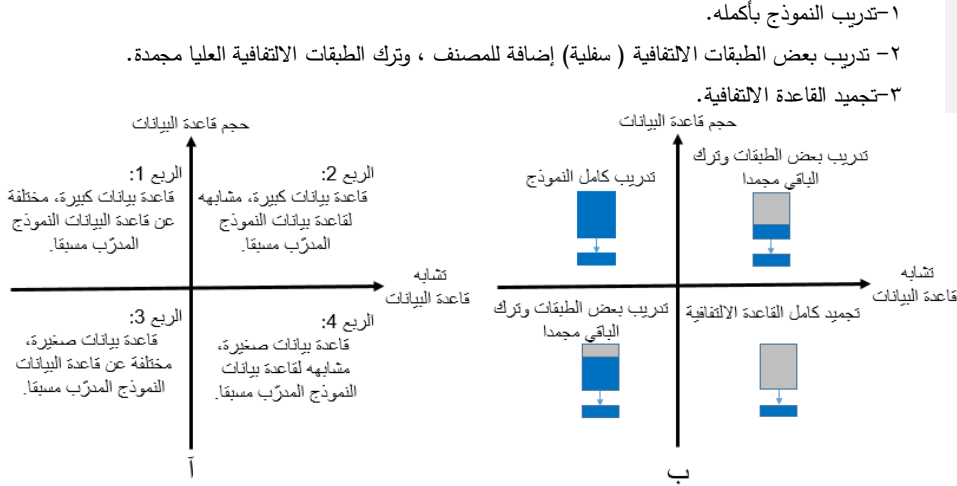 ١-تدريب النموذج بأكمله.
٢- تدريب بعض الطبقات الالتفافية ( سفلية) إضافة للمصنف ، وترك الطبقات الالتفافية العليا مجمدة.
٣-تجميد القاعدة الالتفافية.
حجم قاعدة البيانات
الربع 2:
قاعدة بيانات كبيرة، مشابهه
لقاعدة بيانات النموذج
المدرّب مسبقا.
الربع 1:
قاعدة بيانات كبيرة، مختلفة
عن قاعدة البيانات النموذج
المدرّب مسبقا.
تشابه
قاعدة البيانات
الربع 4:
قاعدة بيانات صغيرة،
مشابهه لقاعدة بيانات
النموذج المدرّب مسبقا.
الربع 3:
قاعدة بيانات صغيرة،
مختلفة عن قاعدة البيانات
النموذج المدرّب مسبقا.
آ
حجم قاعدة البيانات
تدريب بعض الطبقات وترك
الباقي مجمدا
تدريب كامل النموذج
تشابه
قاعدة البيانات
تجميد كامل القاعدة الالتفافية
تدريب بعض الطبقات وترك
الباقي مجمدا
ب